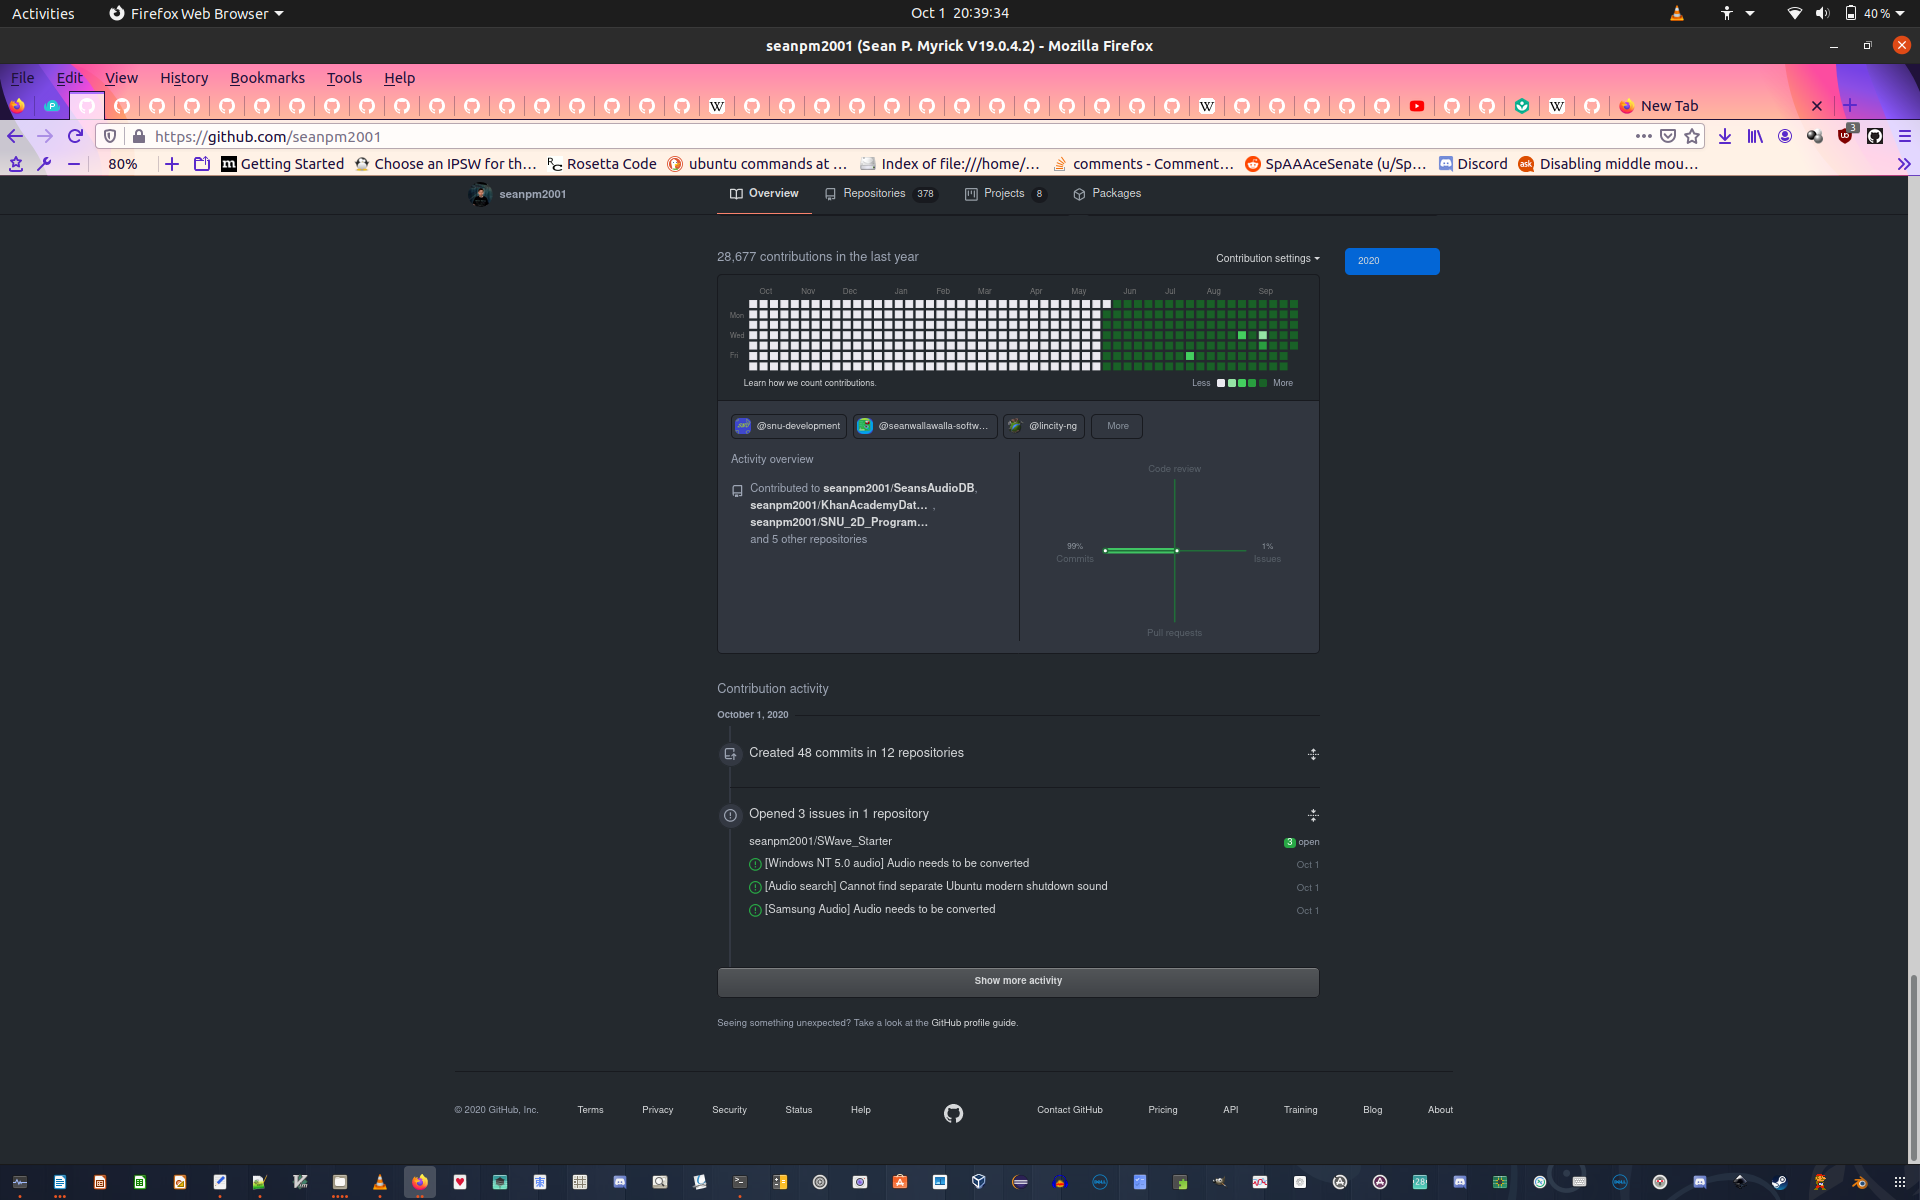 Activities
Firefox Web Browser
Oct 1 20:39:34
40 %
seanpm2001 (Sean P. Myrick V19.0.4.2) - Mozilla Firefox
File Edit View History Bookmarks Tools Help
New Tab
https://github.com/seanpm2001
3
80%
Getting Started
Choose an IPSW for th…
Rosetta Code
ubuntu commands at …
Index of file:///home/…
comments - Comment…
SpAAAceSenate (u/Sp…
Discord
Disabling middle mou…
seanpm2001
Overview
Repositories 378
Projects 8
Packages
28,677 contributions in the last year
Contribution settings
2020
Oct Nov Dec Jan Feb Mar Apr May Jun Jul Aug Sep
Mon
Wed
Fri
Learn how we count contributions.
Less More
@snu-development
@seanwallawalla-softw…
@lincity-ng
More
Activity overview
Contributed to seanpm2001/SeansAudioDB,
seanpm2001/KhanAcademyDat… ,
seanpm2001/SNU_2D_Program…
and 5 other repositories
Code review
99%
Commits
1%
Issues
Pull requests
Contribution activity
October 1, 2020
Created 48 commits in 12 repositories
Opened 3 issues in 1 repository
seanpm2001/SWave_Starter
3 open
[Windows NT 5.0 audio] Audio needs to be converted
Oct 1
[Audio search] Cannot find separate Ubuntu modern shutdown sound
Oct 1
[Samsung Audio] Audio needs to be converted
Oct 1
Show more activity
Seeing something unexpected? Take a look at the GitHub profile guide.
© 2020 GitHub, Inc.
Terms
Privacy
Security
Status
Help
Contact GitHub
Pricing
API
Training
Blog
About